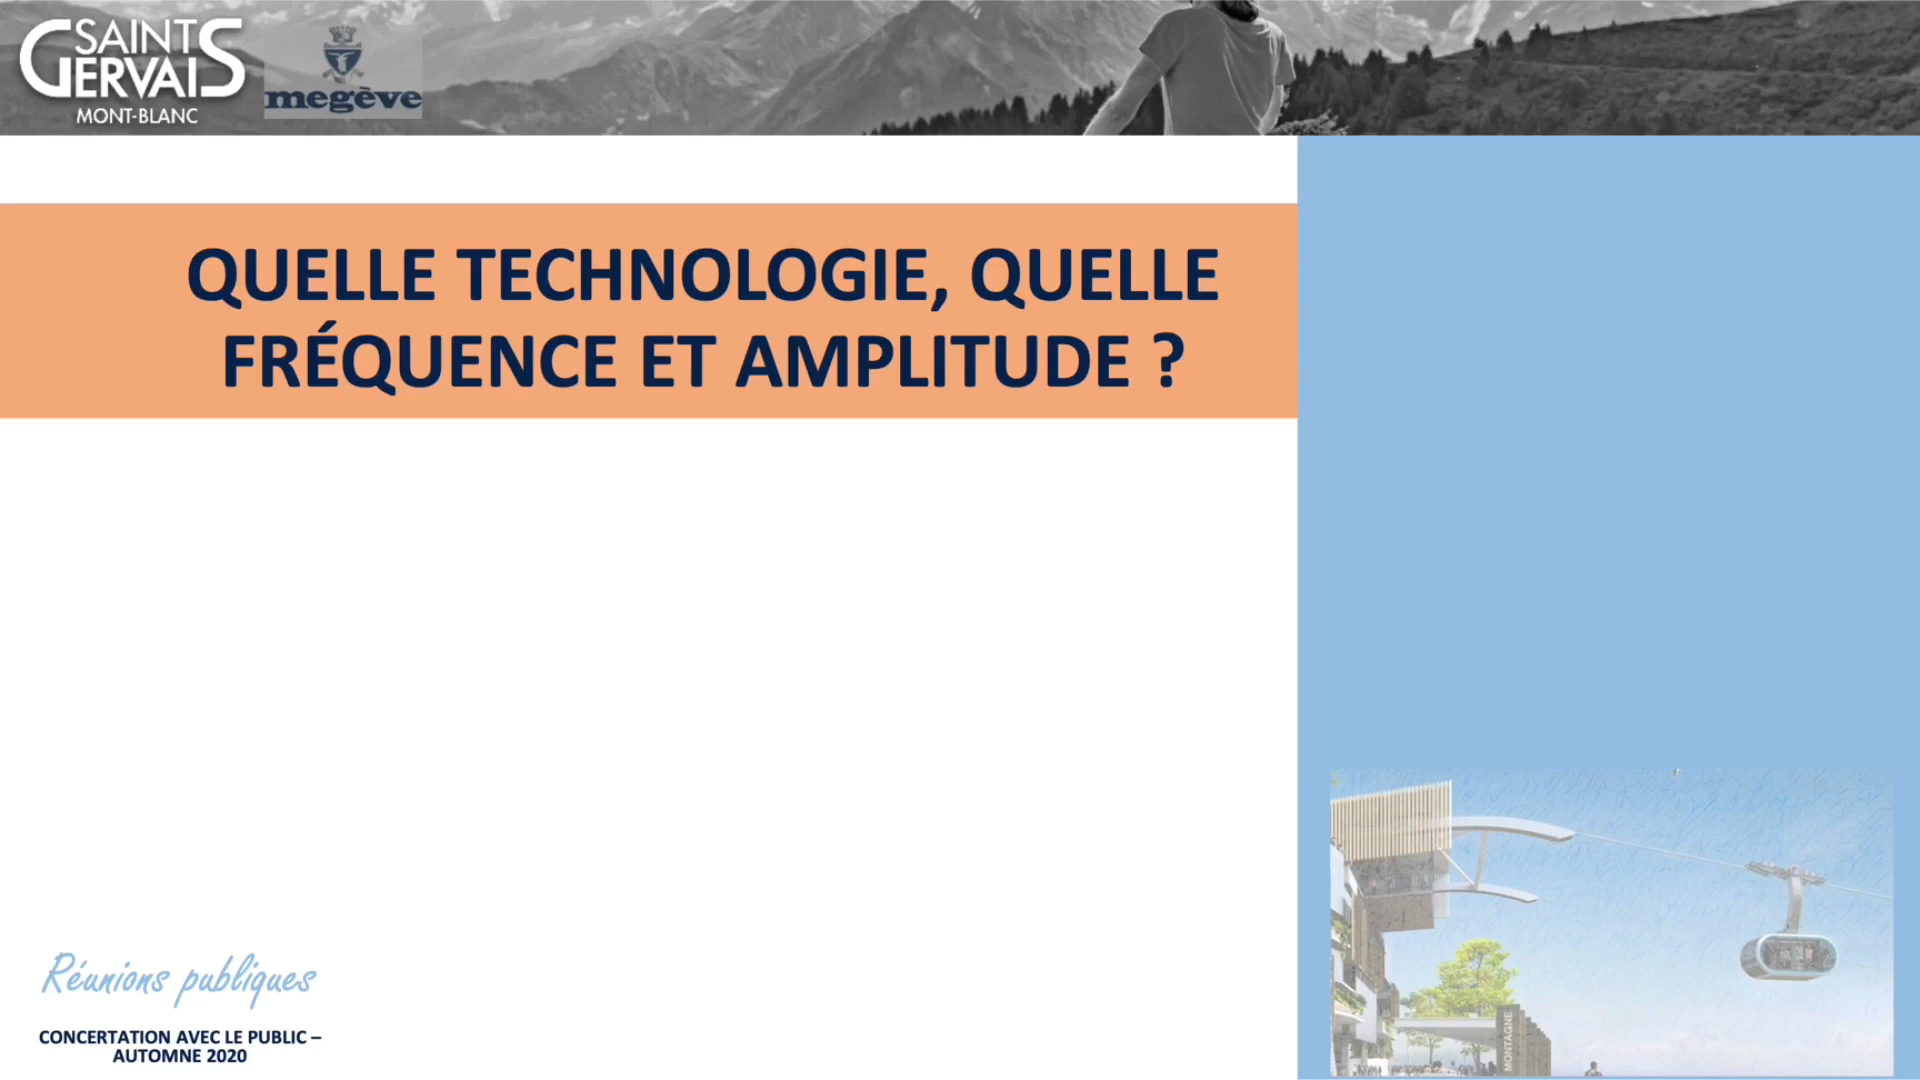 SAINT
GERVAIS
MONT-BLANC
megève
QUELLE TECHNOLOGIE, QUELLE
FRÉQUENCE ET AMPLITUDE ?
MONTAGNE
Réunions publiques
CONCERTATION AVEC LE PUBLIC –
AUTOMNE 2020